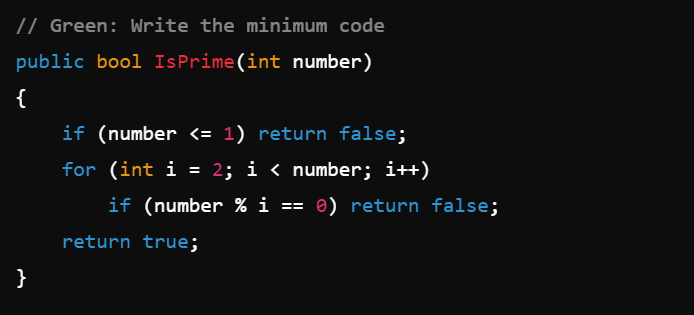 // Green: Write the minimum code
public bool IsPrime(int number)
{
    if (number <= 1) return false;
    for (int i = 2; i < number; i++)
        if (number % i == 0) return false;
    return true;
}